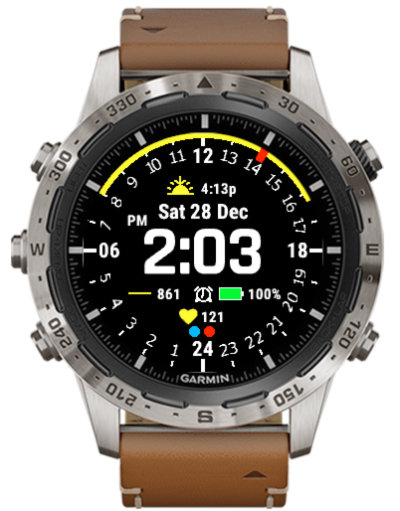 330 30
300 60
10 11 12 13 14
9 15
8 16
7 17
4:13p
Sat 28 Dec
PM
W 06 2:03 18 E
861 100%
5 19
4 20
121
3 21
2 1 24 23 22
240 120
GARMIN
210 S 150